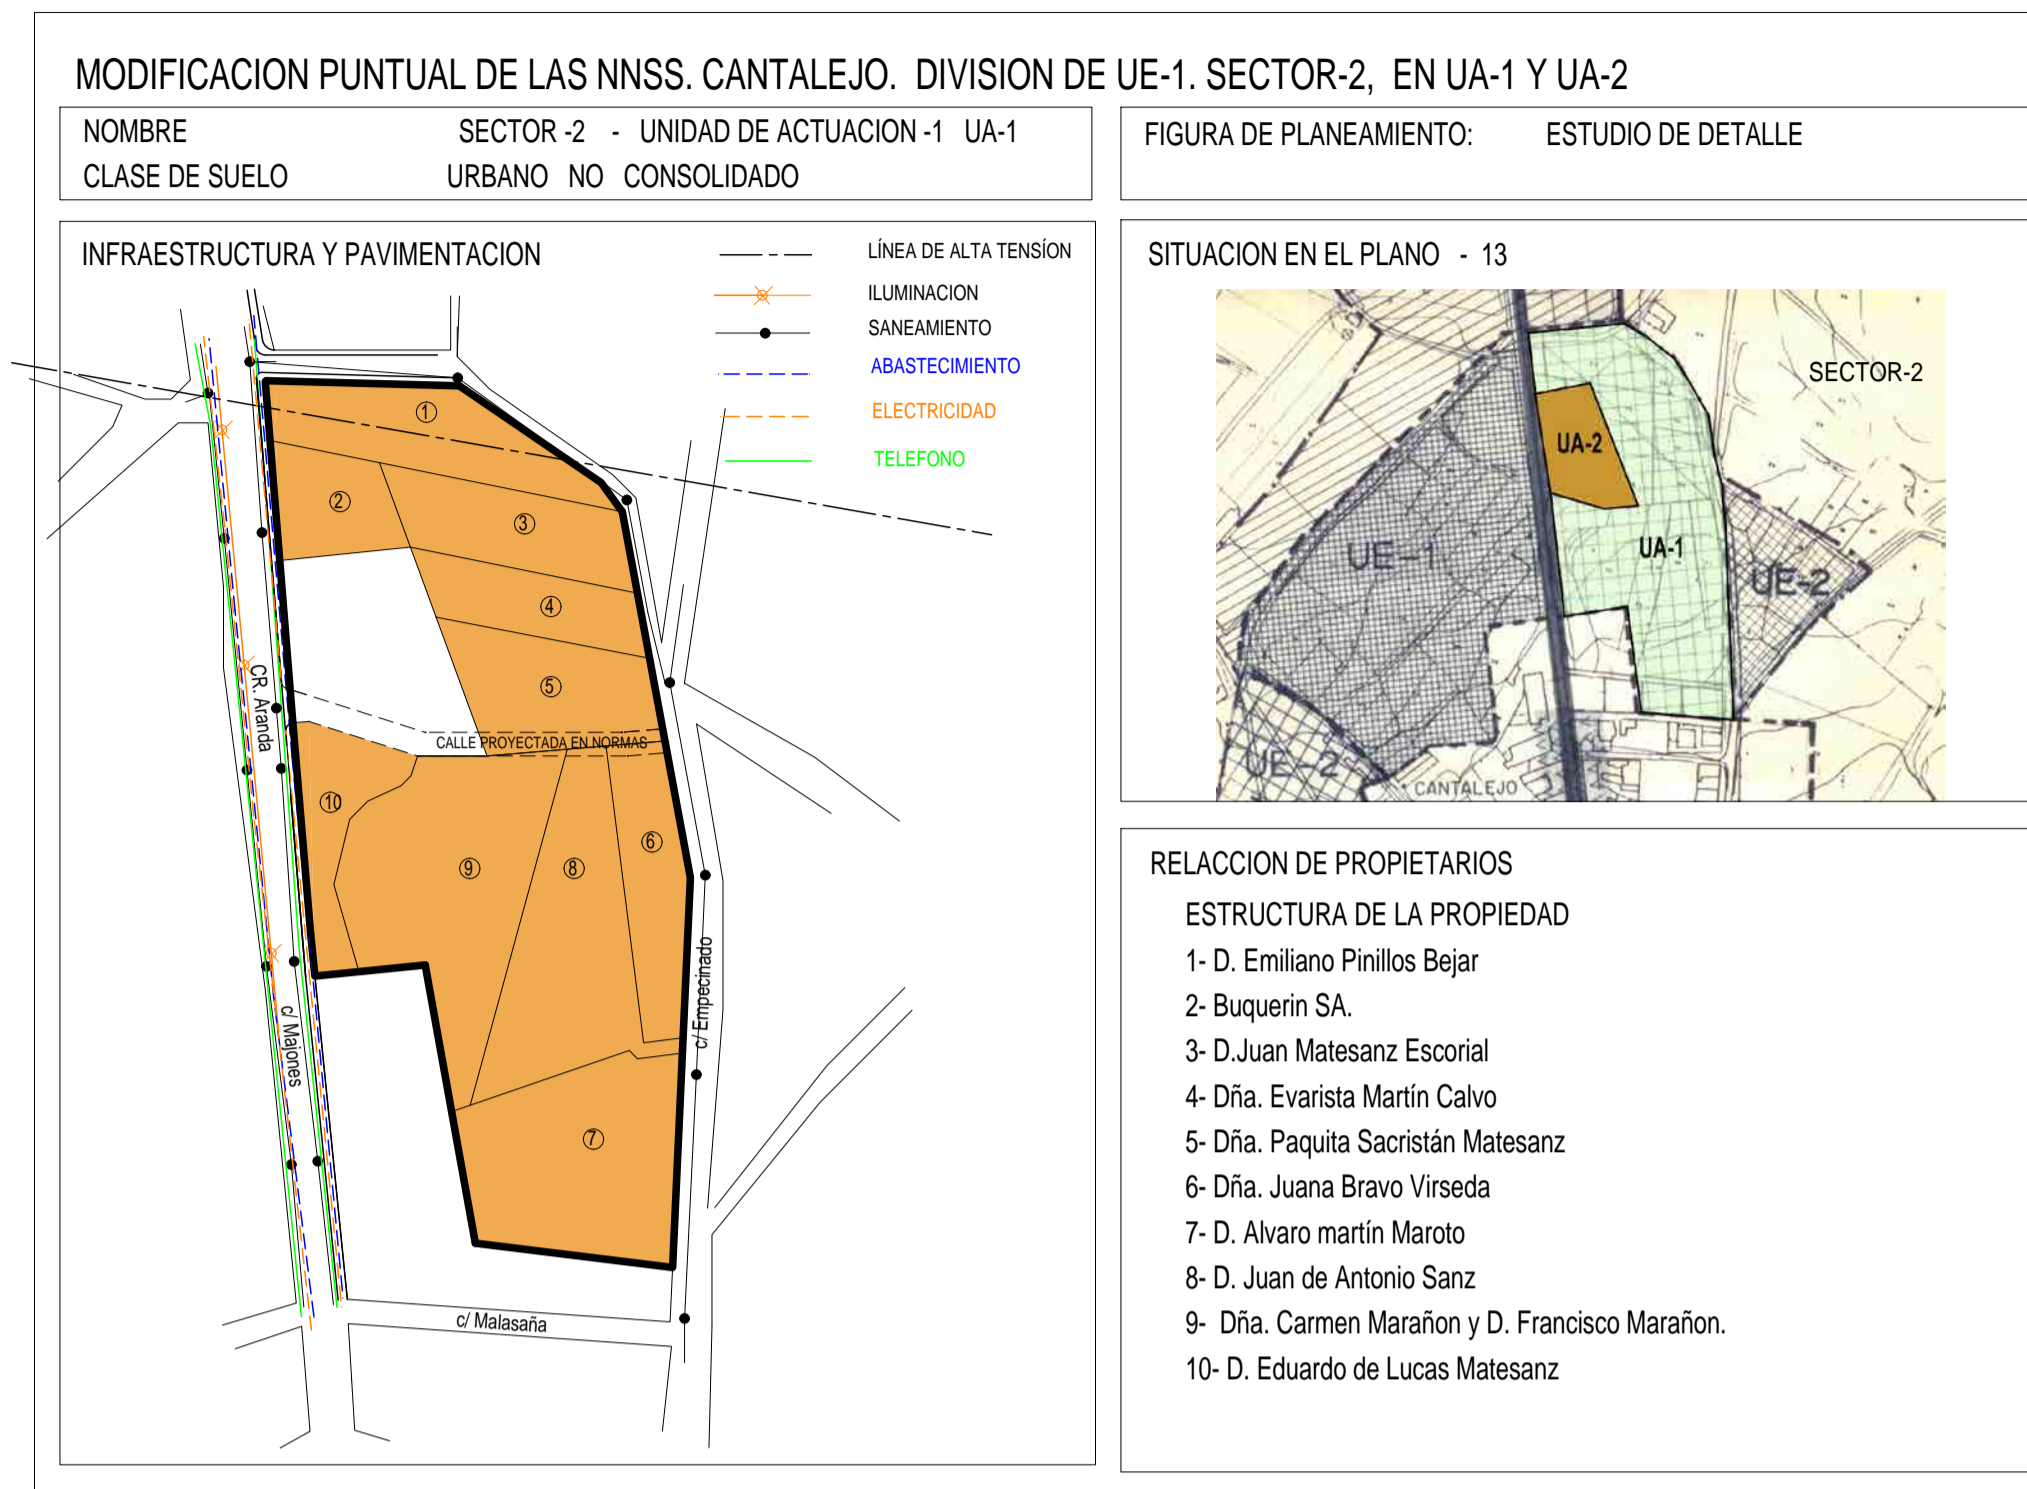 MODIFICACION PUNTUAL DE LAS NNSS. CANTALEJO. DIVISION DE UE-1. SECTOR-2, EN UA-1 Y UA-2
NOMBRE SECTOR -2 - UNIDAD DE ACTUACION -1 UA-1
CLASE DE SUELO URBANO NO CONSOLIDADO
FIGURA DE PLANEAMIENTO: ESTUDIO DE DETALLE
INFRAESTRUCTURA Y PAVIMENTACION
LÍNEA DE ALTA TENSÍON
ILUMINACION
SANEAMIENTO
ABASTECIMIENTO
ELECTRICIDAD
TELEFONO
1
2
3
4
5
CR. Aranda
CALLE PROYECTADA EN NORMAS
10
6
9
8
c/ Empecinado
c/ Majones
7
c/ Malasaña
SITUACION EN EL PLANO - 13
SECTOR-2
UA-2
UA-1
UE-1
UE-2
UE-2
CANTALEJO
RELACCION DE PROPIETARIOS
ESTRUCTURA DE LA PROPIEDAD
1- D. Emiliano Pinillos Bejar
2- Buquerin SA.
3- D.Juan Matesanz Escorial
4- Dña. Evarista Martín Calvo
5- Dña. Paquita Sacristán Matesanz
6- Dña. Juana Bravo Virseda
7- D. Alvaro martín Maroto
8- D. Juan de Antonio Sanz
9- Dña. Carmen Marañon y D. Francisco Marañon.
10- D. Eduardo de Lucas Matesanz